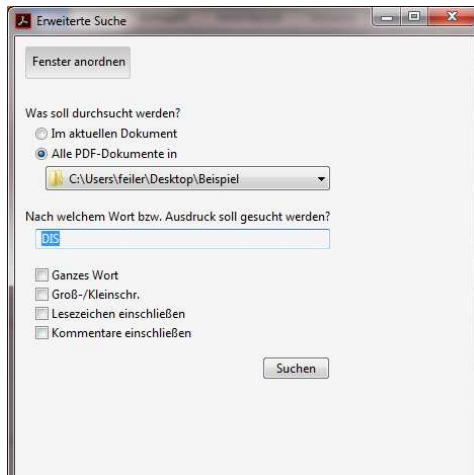 Erweiterte Suche
Fenster anordnen
Was soll durchsucht werden?
Im aktuellen Dokument
Alle PDF-Dokumente in
C:\Users\feiler\Desktop\Beispiel
Nach welchem Wort bzw. Ausdruck soll gesucht werden?
DIS
Ganzes Wort
Groß-/Kleinschr.
Lesezeichen einschließen
Kommentare einschließen
Suchen